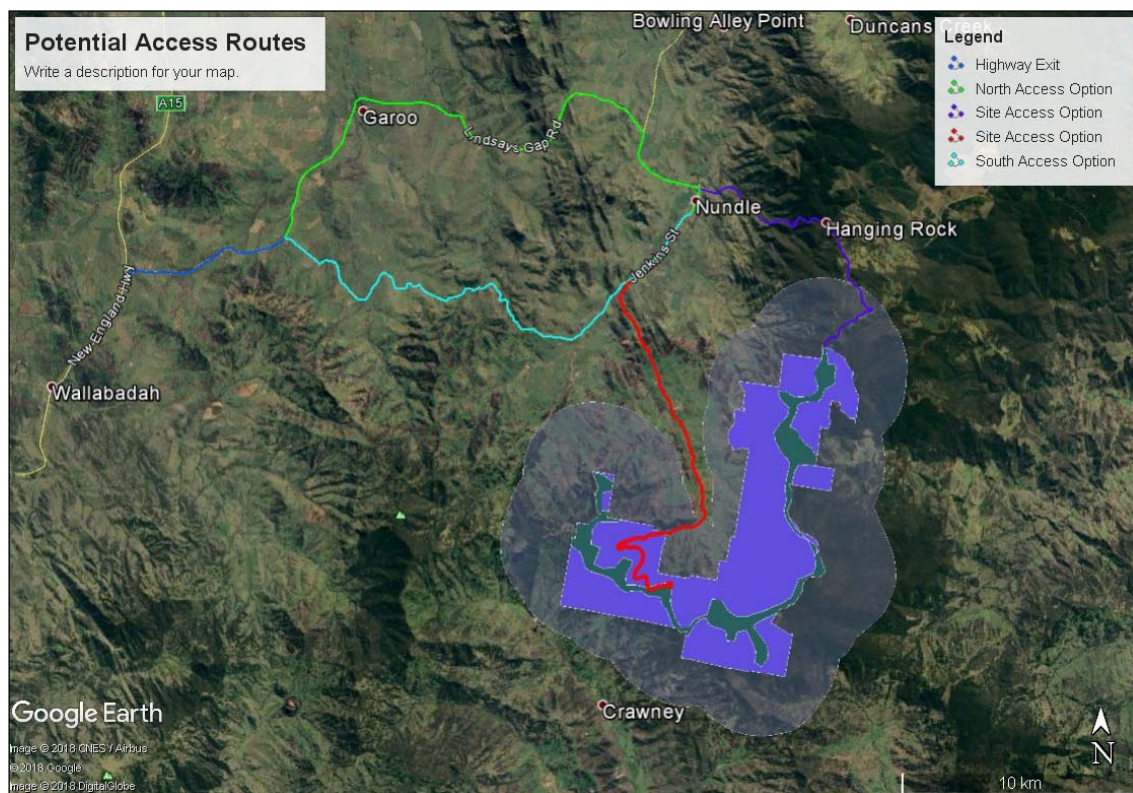 Potential Access Routes
Write a description for your map.
Bowling Alley Point
Duncans Creek
Legend
Highway Exit
North Access Option
Site Access Option
Site Access Option
South Access Option
A15
Garoo
Lindsays Gap Rd
Nundle
Hanging Rock
Jenkins St
New England Hwy
Wallabadah
Crawney
Google Earth
Image © 2018 CNES / Airbus
© 2018 Google
Image © 2018 DigitalGlobe
N
10 km